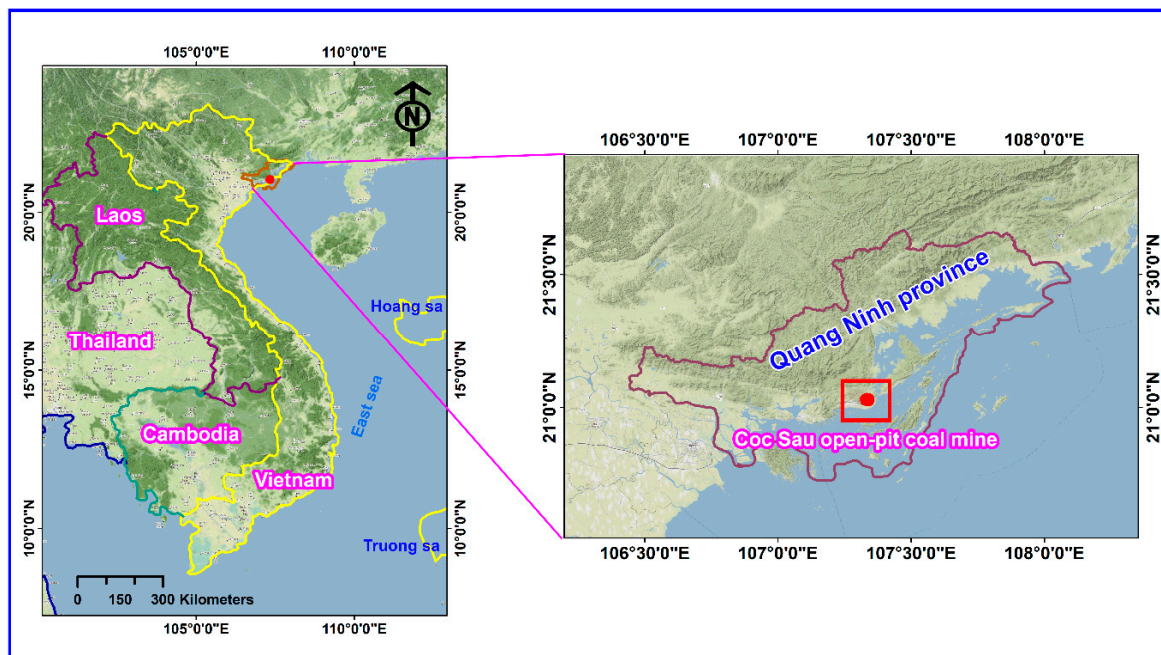 105°0'0"E 110°0'0"E
N
20°0'0"N
15°0'0"N
10°0'0"N
Laos
Thailand
Cambodia
Vietnam
Hoang sa
East sea
Truong sa
0 150 300 Kilometers
20°0'0"N
15°0'0"N
10°0'0"N
105°0'0"E 110°0'0"E
106°30'0"E 107°0'0"E 107°30'0"E 108°0'0"E
21°30'0"N
21°0'0"N
Quang Ninh province
Coc Sau open-pit coal mine
21°30'0"N
21°0'0"N
106°30'0"E 107°0'0"E 107°30'0"E 108°0'0"E